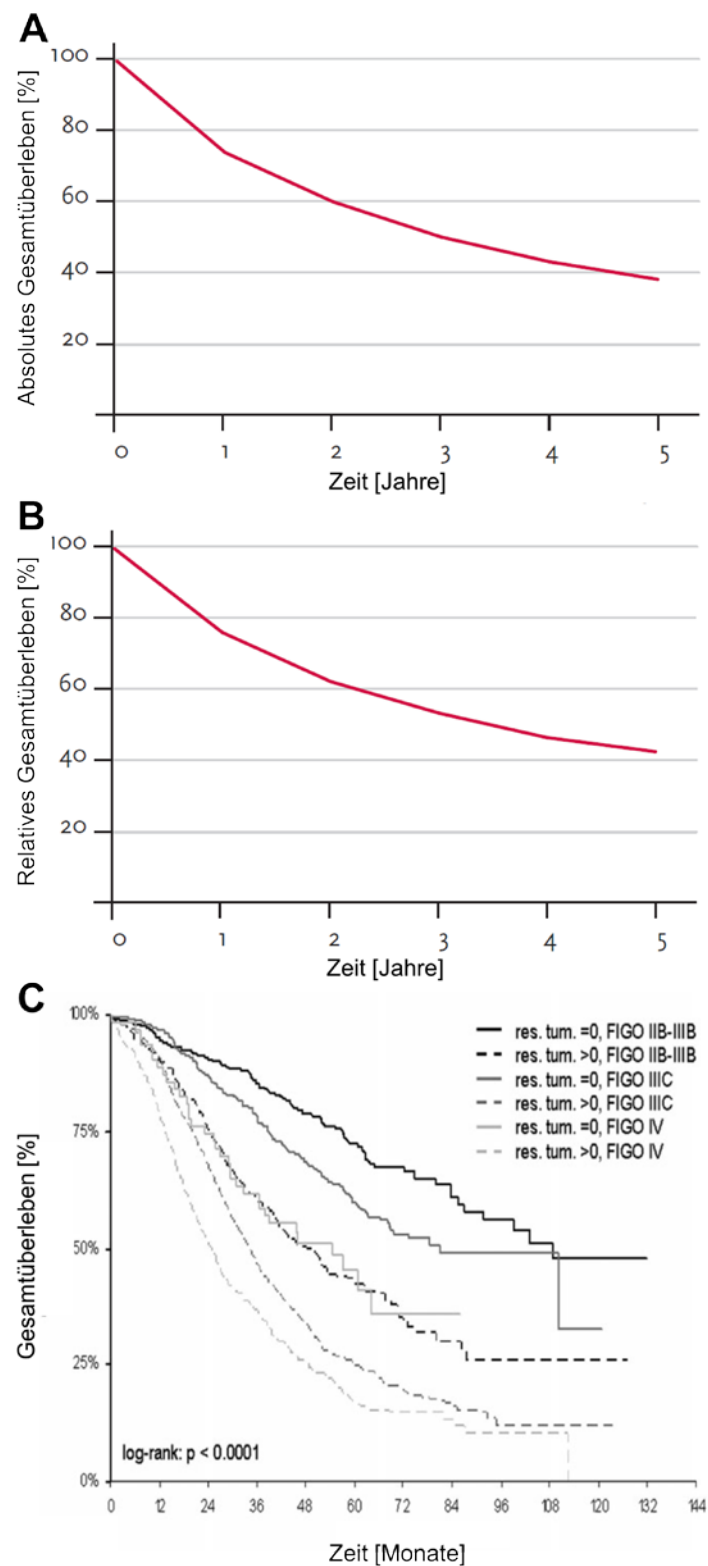 A
Absolutes Gesamtüberleben [%]
100
80
60
40
20
0 1 2 3 4 5
Zeit [Jahre]
B
Relatives Gesamtüberleben [%]
100
80
60
40
20
0 1 2 3 4 5
Zeit [Jahre]
C
Gesamtüberleben [%]
100%
75%
50%
25%
0%
res. tum. =0, FIGO IIB-IIIB
res. tum. >0, FIGO IIB-IIIB
res. tum. =0, FIGO IIIC
res. tum. >0, FIGO IIIC
res. tum. =0, FIGO IV
res. tum. >0, FIGO IV
log-rank: p < 0.0001
0 12 24 36 48 60 72 84 96 108 120 132 144
Zeit [Monate]